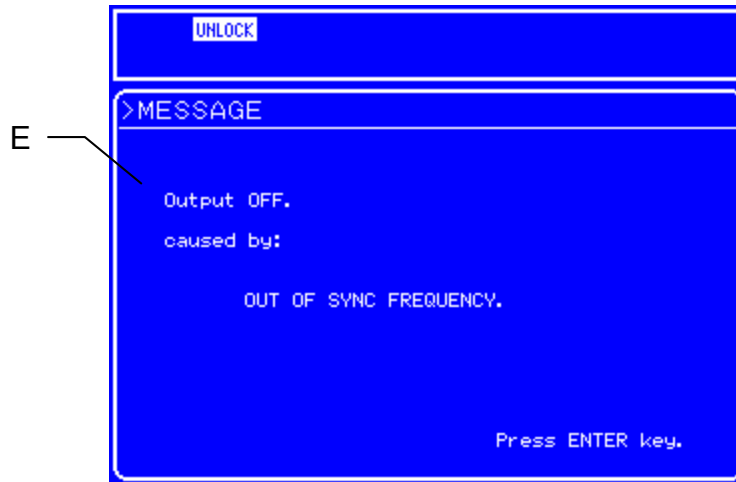 UNLOCK
>MESSAGE
E
Output OFF.
caused by:
OUT OF SYNC FREQUENCY.
Press ENTER key.